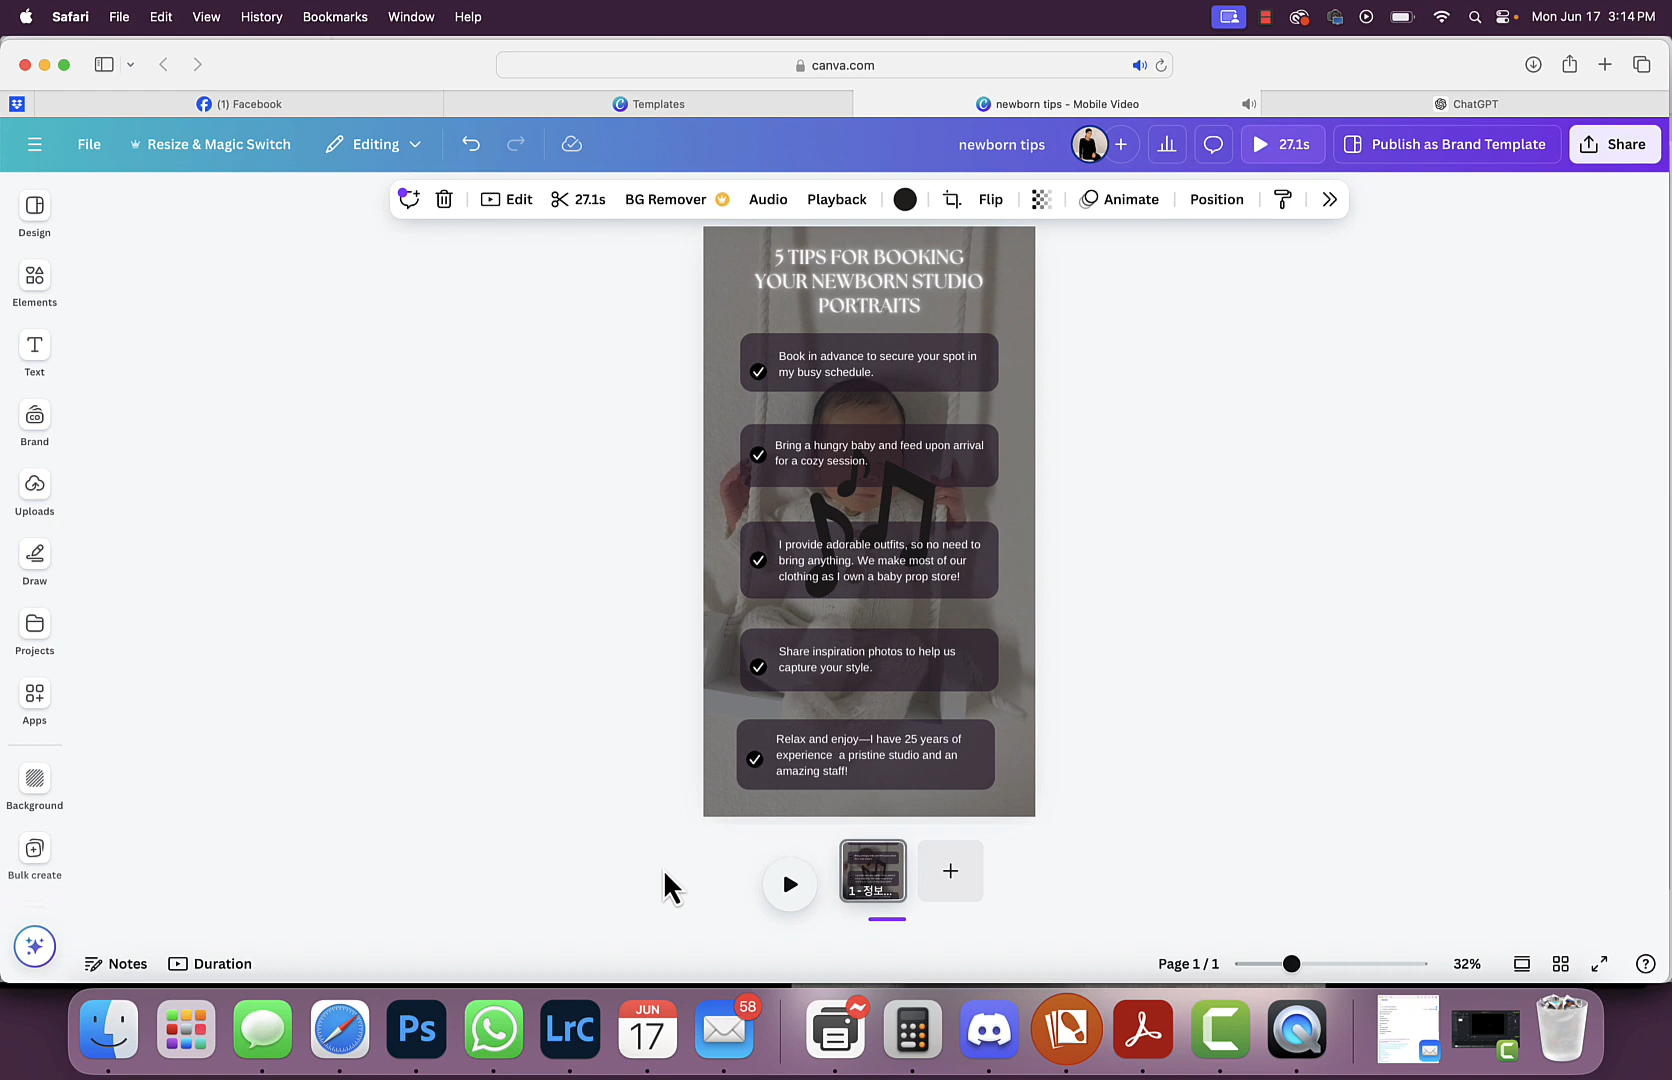 Safari File Edit View History Bookmarks Window Help
Mon Jun 17 3:14 PM
canva.com
(1) Facebook
Templates
newborn tips - Mobile Video
ChatGPT
File
Resize & Magic Switch
Editing
newborn tips
27.1s
Publish as Brand Template
Share
Edit
27.1s
BG Remover
Audio
Playback
Flip
Animate
Position
Design
Elements
Text
Brand
Uploads
Draw
Projects
Apps
Background
Bulk create
5 TIPS FOR BOOKING
YOUR NEWBORN STUDIO
PORTRAITS
Book in advance to secure your spot in
my busy schedule.
Bring a hungry baby and feed upon arrival
for a cozy session.
I provide adorable outfits, so no need to
bring anything. We make most of our
clothing as I own a baby prop store!
Share inspiration photos to help us
capture your style.
Relax and enjoy—I have 25 years of
experience a pristine studio and an
amazing staff!
1 - 정보...
Notes
Duration
Page 1 / 1
32%
Ps
LrC
JUN
17
58